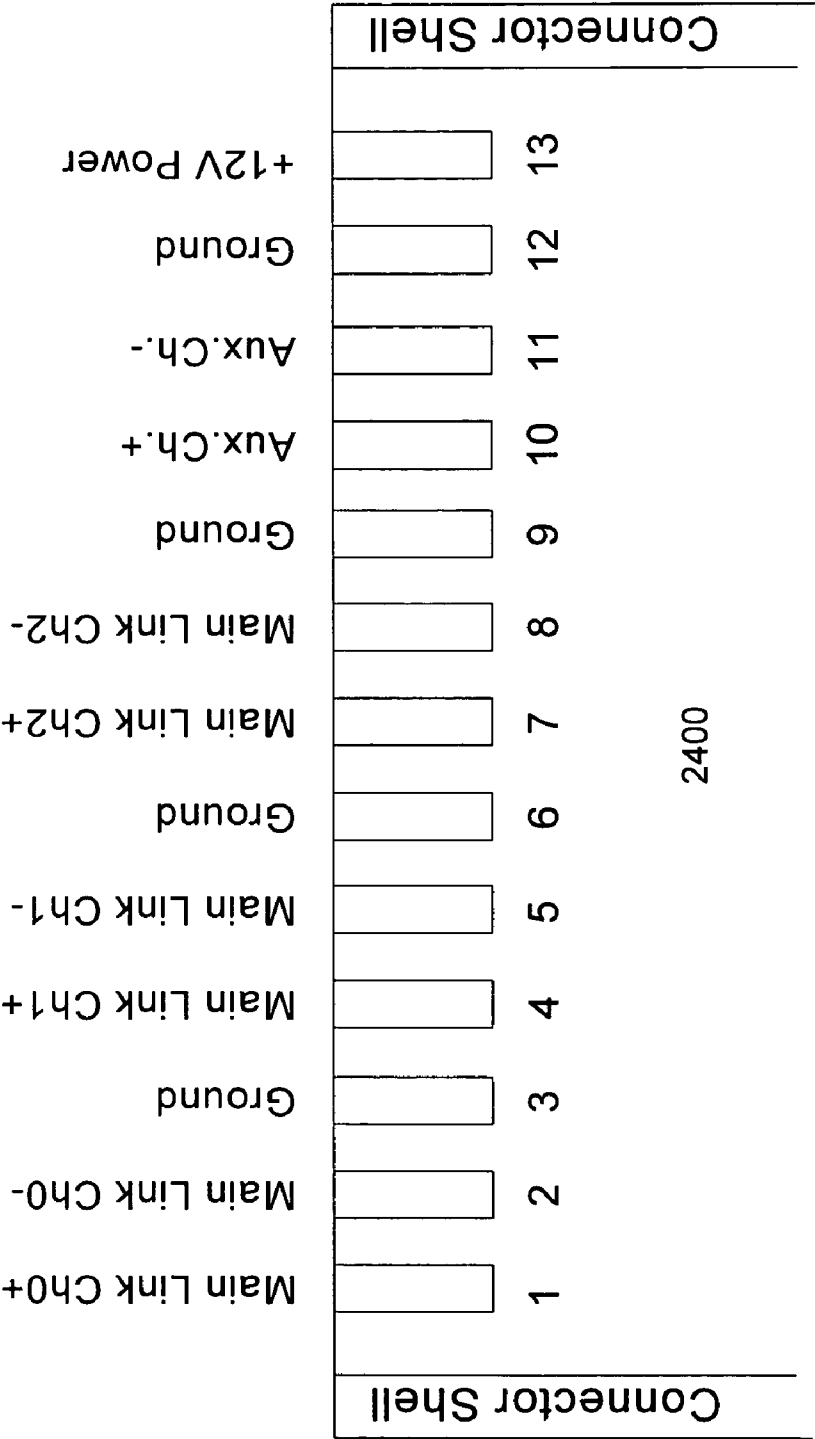 Connector Shell
+12V Power 13
Ground 12
Aux.Ch.- 11
Aux.Ch.+ 10
Ground 9
Main Link Ch2- 8
Main Link Ch2+ 7
Ground 6
Main Link Ch1- 5
Main Link Ch1+ 4
Ground 3
Main Link Ch0- 2
Main Link Ch0+ 1
Connector Shell
2400